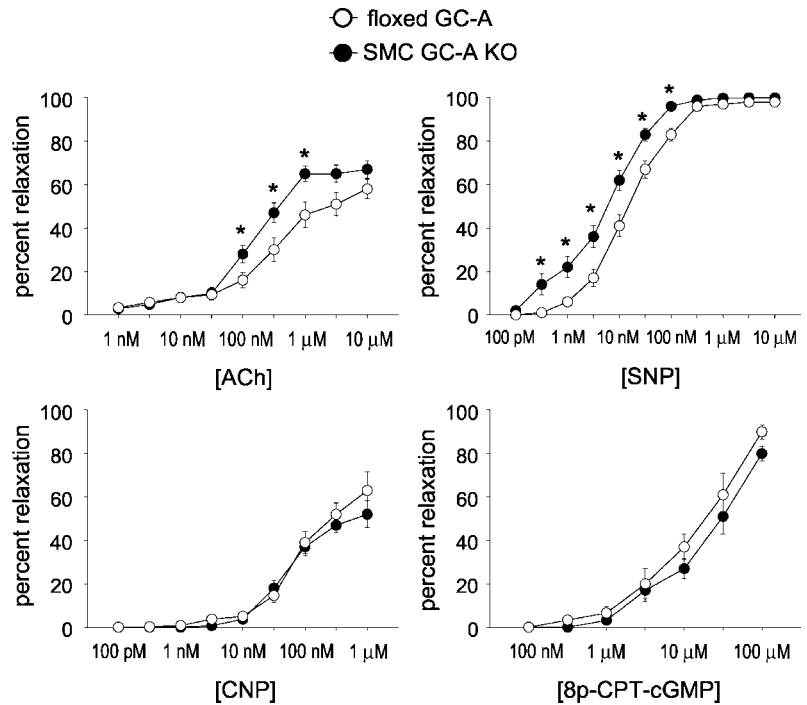 floxed GC-A
SMC GC-A KO
percent relaxation
100
80
60
40
20
0
*
*
*
1 nM 10 nM 100 nM 1 µM 10 µM
[ACh]
percent relaxation
100
80
60
40
20
0
*
*
*
*
*
*
100 pM 1 nM 10 nM 100 nM 1 µM 10 µM
[SNP]
percent relaxation
100
80
60
40
20
0
100 pM 1 nM 10 nM 100 nM 1 µM
[CNP]
percent relaxation
100
80
60
40
20
0
100 nM 1 µM 10 µM 100 µM
[8p-CPT-cGMP]